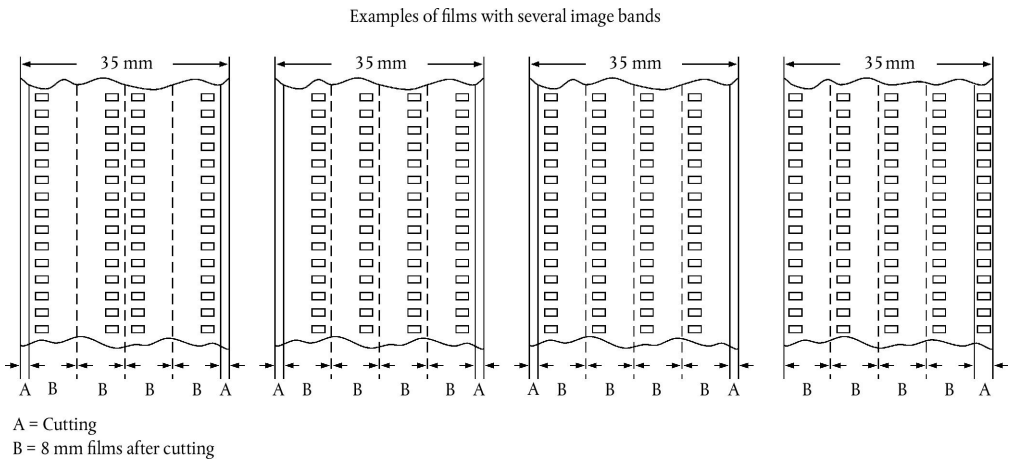 Examples of films with several image bands
35 mm 35 mm 35 mm 35 mm
A B B B B A A B B B B A A B B B B A B B B B A
A = Cutting
B = 8 mm films after cutting